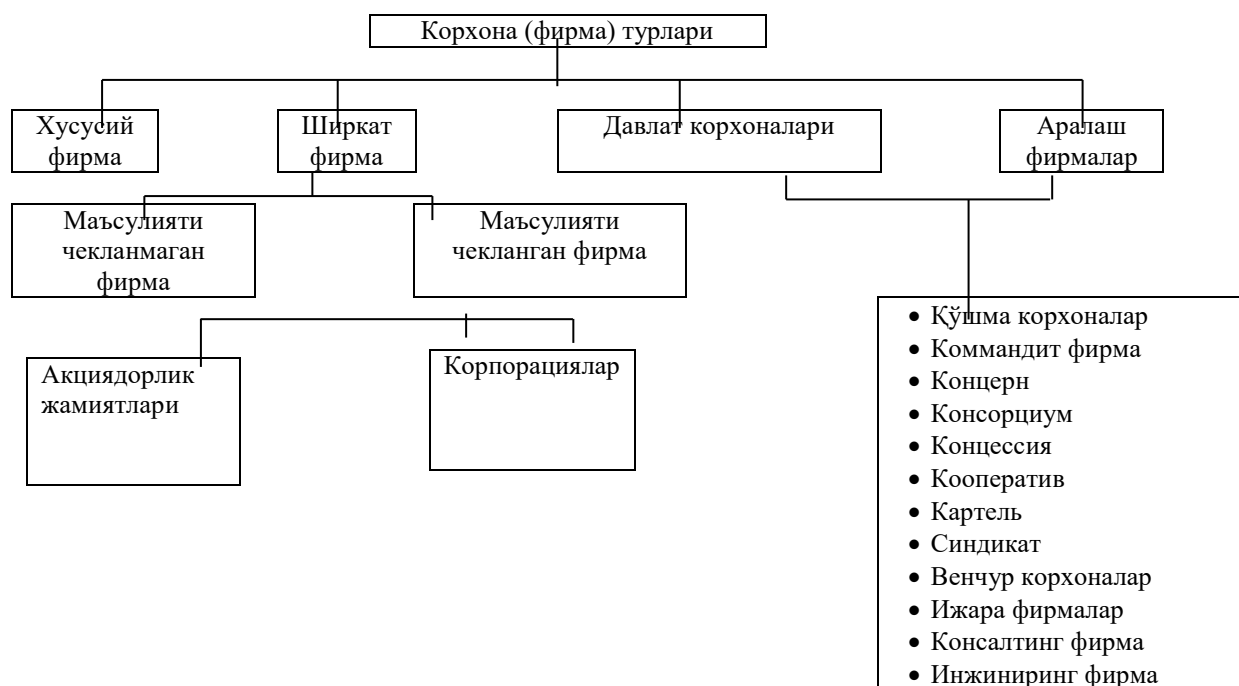 Корхона (фирма) турлари
Хусусий
фирма
Ширкат
фирма
Давлат корхоналари
Аралаш
фирмалар
Маъсулияти
чекланмаган
фирма
Маъсулияти
чекланган фирма
Акциядорлик
жамиятлари
Корпорациялар
• Қўшма корхоналар
• Коммандит фирма
• Концерн
• Консорциум
• Концессия
• Кооператив
• Картель
• Синдикат
• Венчур корхоналар
• Ижара фирмалар
• Консалтинг фирма
• Инжиниринг фирма